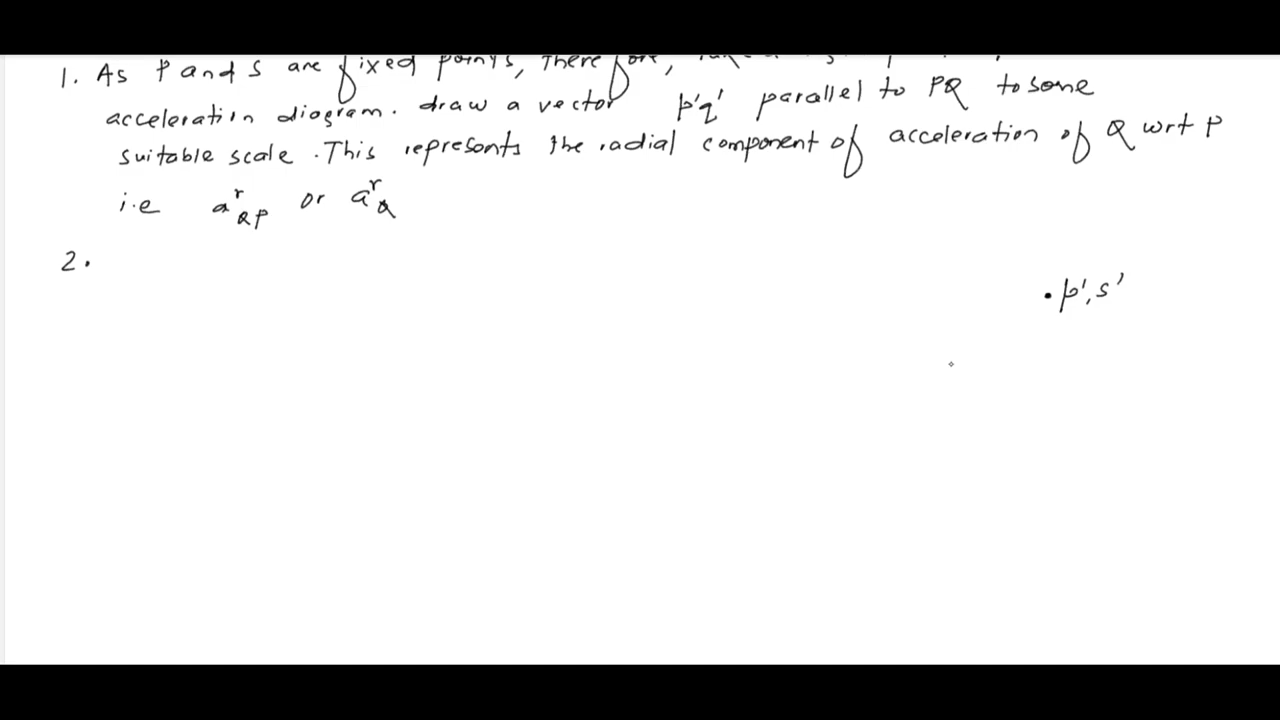 1. As P and S are fixed points, Therefore,
acceleration diagram. draw a vector p'q' parallel to PQ to some
suitable scale. This represents the radial component of acceleration of Q wrt P
i.e a^r_QP or a^r_Q
2.
. p', s'